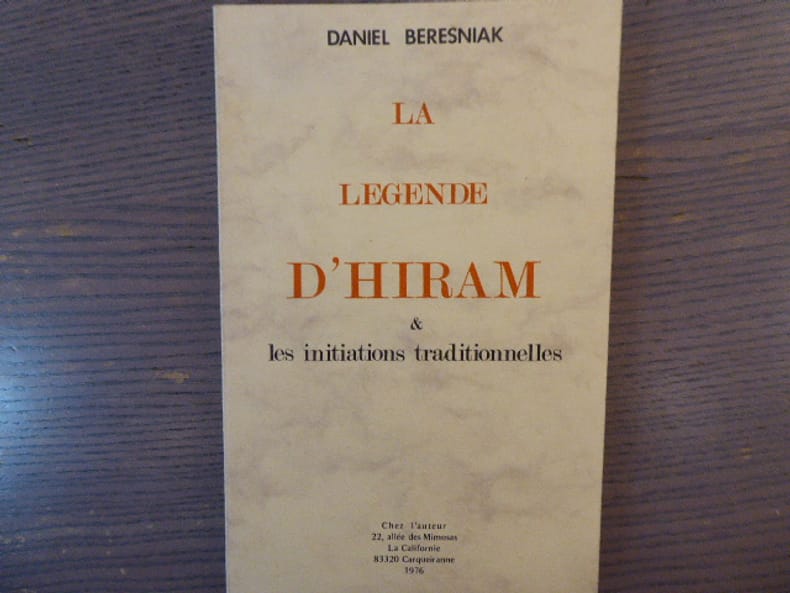 DANIEL BERESNIAK
LA
LEGENDE
D'HIRAM
&
les initiations traditionnelles
Chez l'auteur
22, allée des Mimosas
La Californie
83320 Carqueiranne
1976